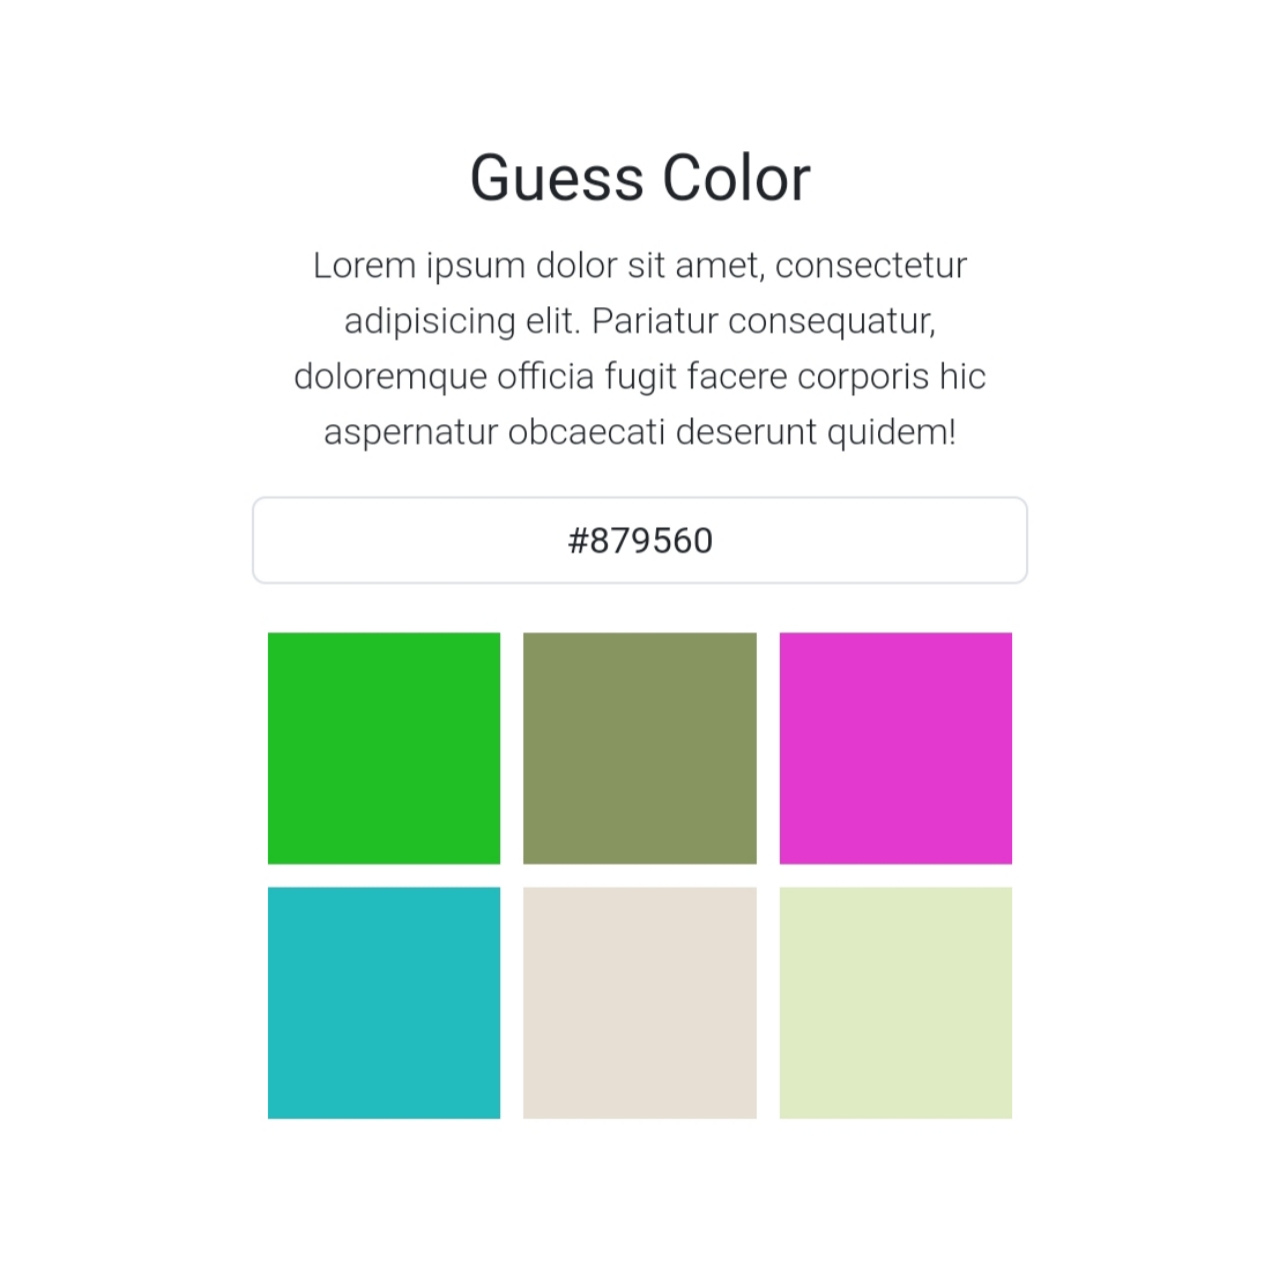 Guess Color
Lorem ipsum dolor sit amet, consectetur
adipisicing elit. Pariatur consequatur,
doloremque officia fugit facere corporis hic
aspernatur obcaecati deserunt quidem!
#879560